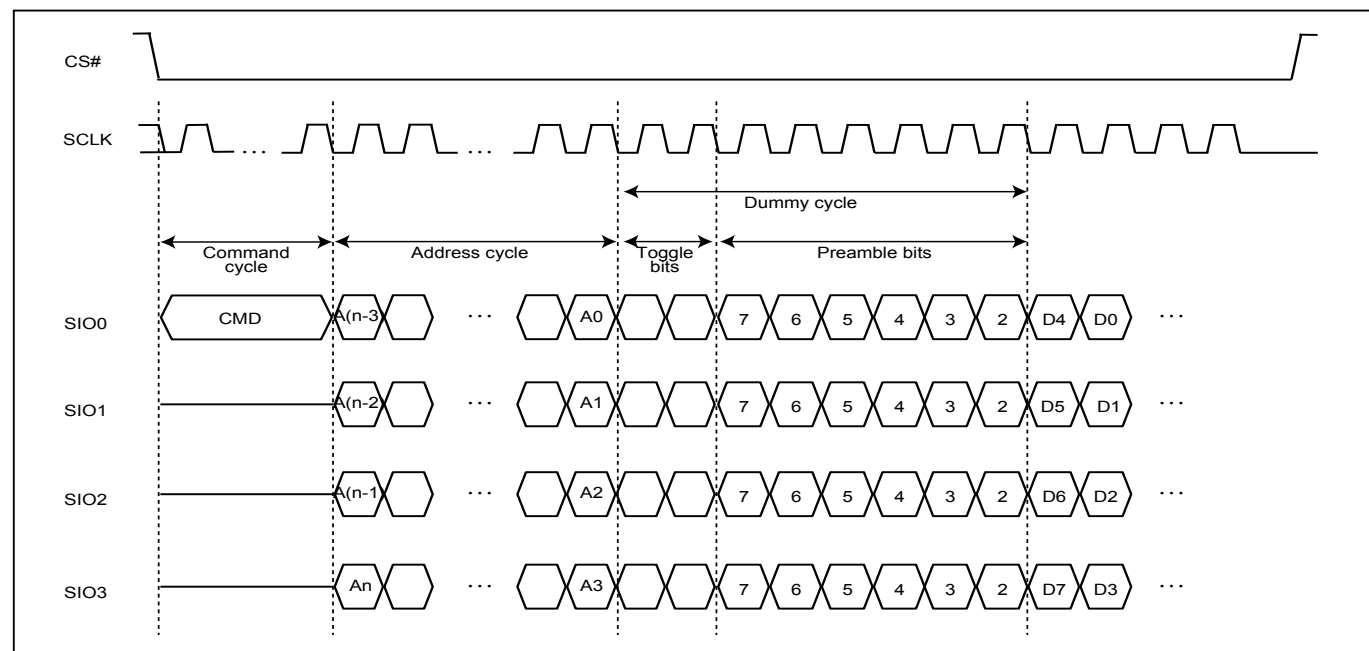 CS#
SCLK
...
...
Dummy cycle
Command cycle
Address cycle
Toggle bits
Preamble bits
SIO0 CMD A(n-3) ... A0 7 6 5 4 3 2 D4 D0 ...
SIO1 A(n-2) ... A1 7 6 5 4 3 2 D5 D1 ...
SIO2 A(n-1 ... A2 7 6 5 4 3 2 D6 D2 ...
SIO3 An ... A3 7 6 5 4 3 2 D7 D3 ...